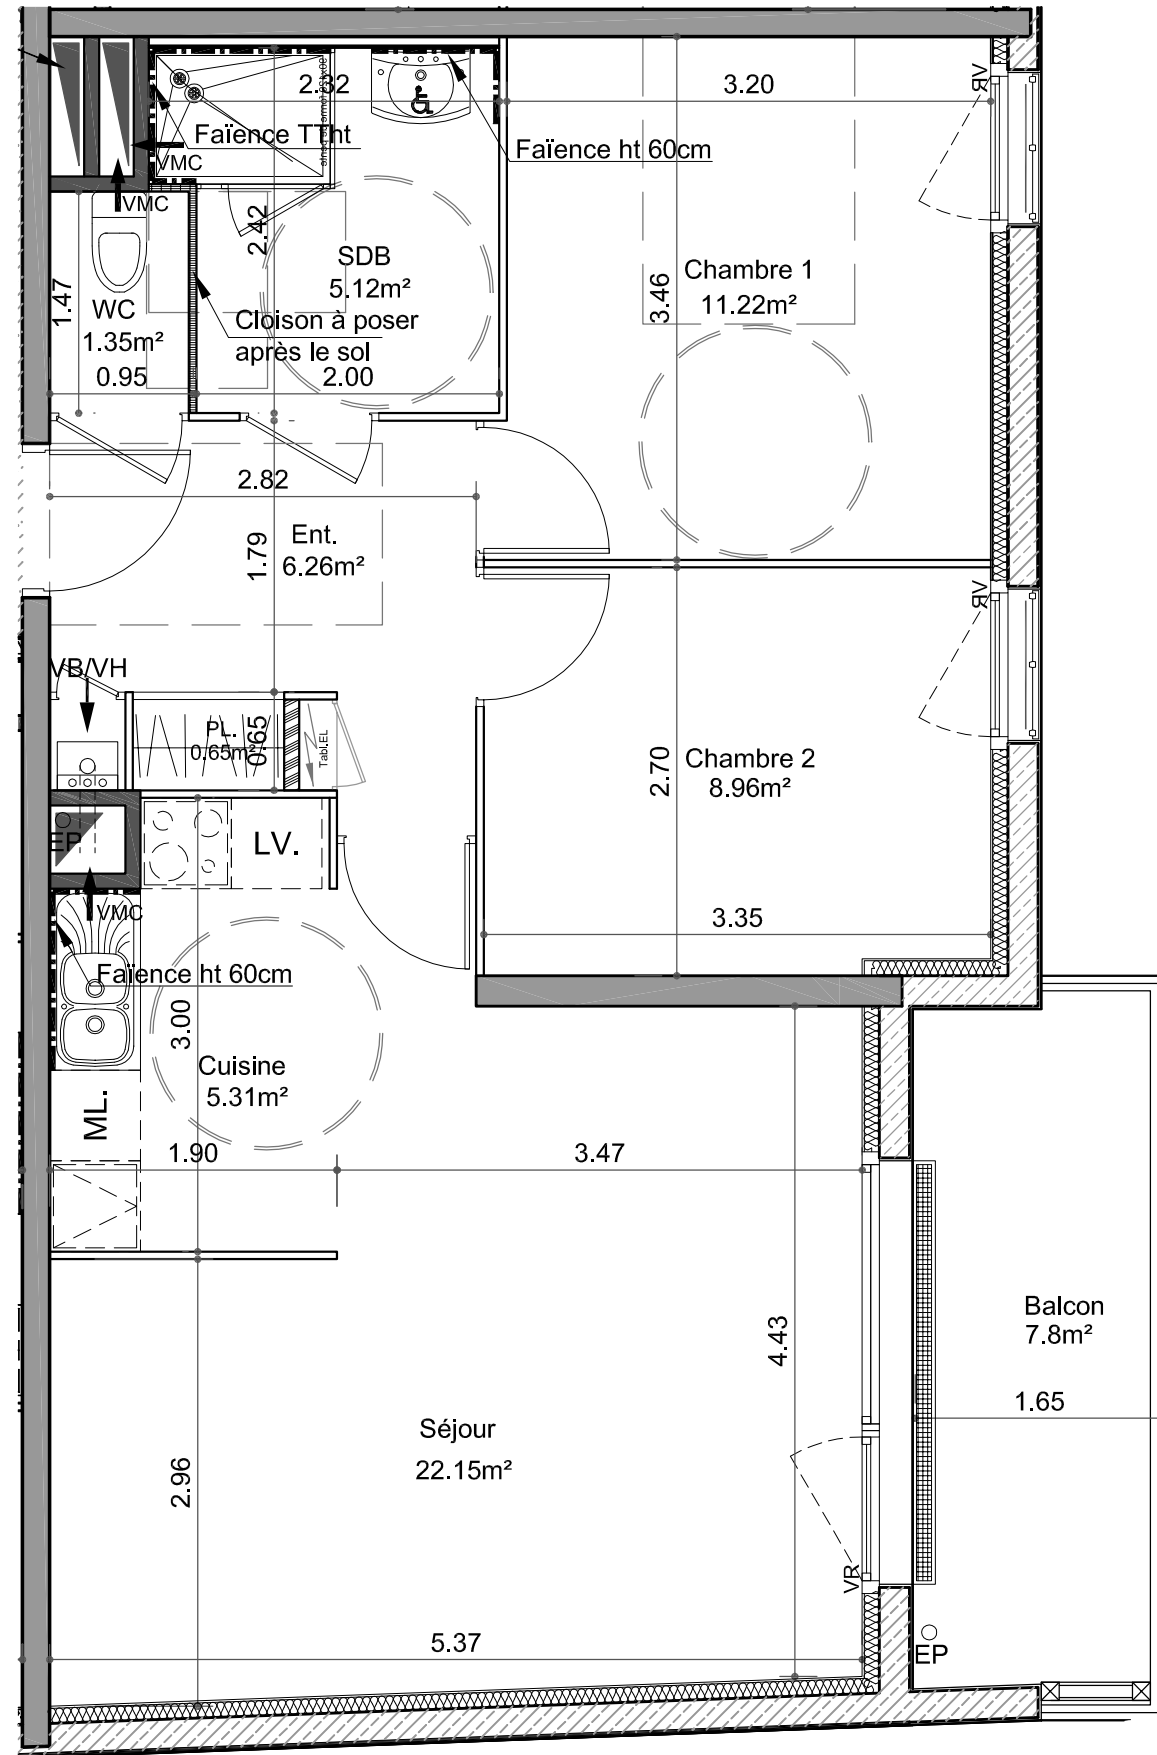 2.32
3.20
VR
Faïence TTht
Faïence ht 60cm
VMC
VMC
2.42
SDB
5.12m²
Chambre 1
11.22m²
3.46
1.47
WC
1.35m²
Cloison à poser
après le sol
0.95
2.00
2.82
Ent.
6.26m²
1.79
VR
VB/VH
PL.
0.65m²
0.65
Tabl.EL
Chambre 2
8.96m²
2.70
EP
LV.
VMC
3.35
Faïence ht 60cm
3.00
Cuisine
5.31m²
ML.
1.90
3.47
Balcon
7.8m²
4.43
1.65
Séjour
22.15m²
2.96
VR
5.37
EP